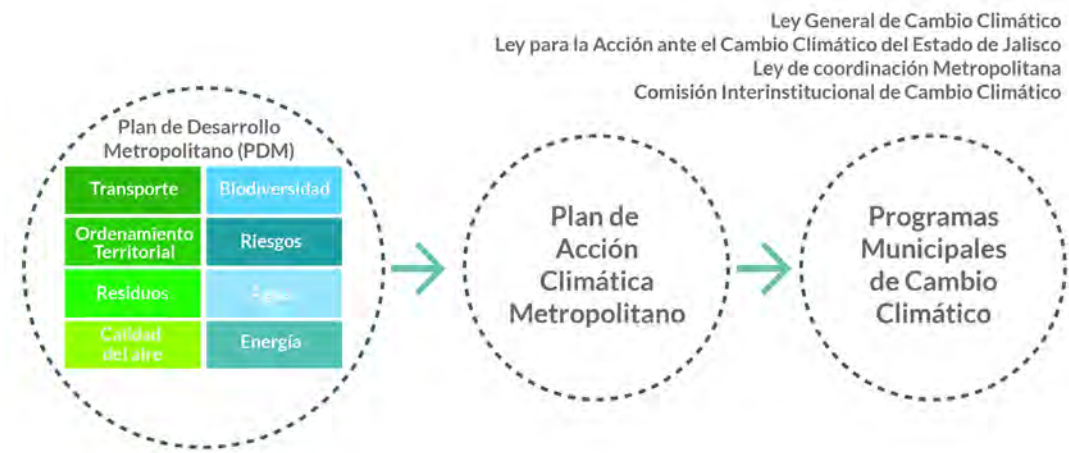 Ley General de Cambio Climático
Ley para la Acción ante el Cambio Climático del Estado de Jalisco
Ley de coordinación Metropolitana
Comisión Interinstitucional de Cambio Climático
Plan de Desarrollo
Metropolitano (PDM)
Transporte
Biodiversidad
Ordenamiento
Territorial
Riesgos
Residuos
Agua
Calidad
del aire
Energía
Plan de
Acción
Climática
Metropolitano
Programas
Municipales
de Cambio
Climático